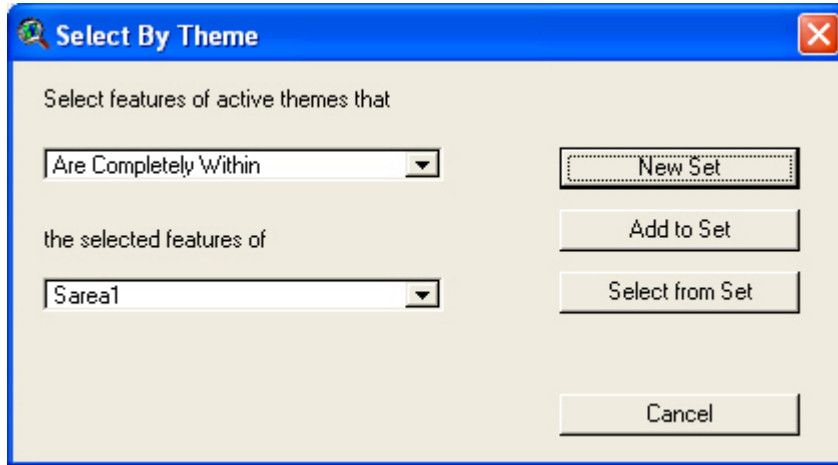 Select By Theme
Select features of active themes that
Are Completely Within
New Set
the selected features of
Add to Set
Sarea1
Select from Set
Cancel